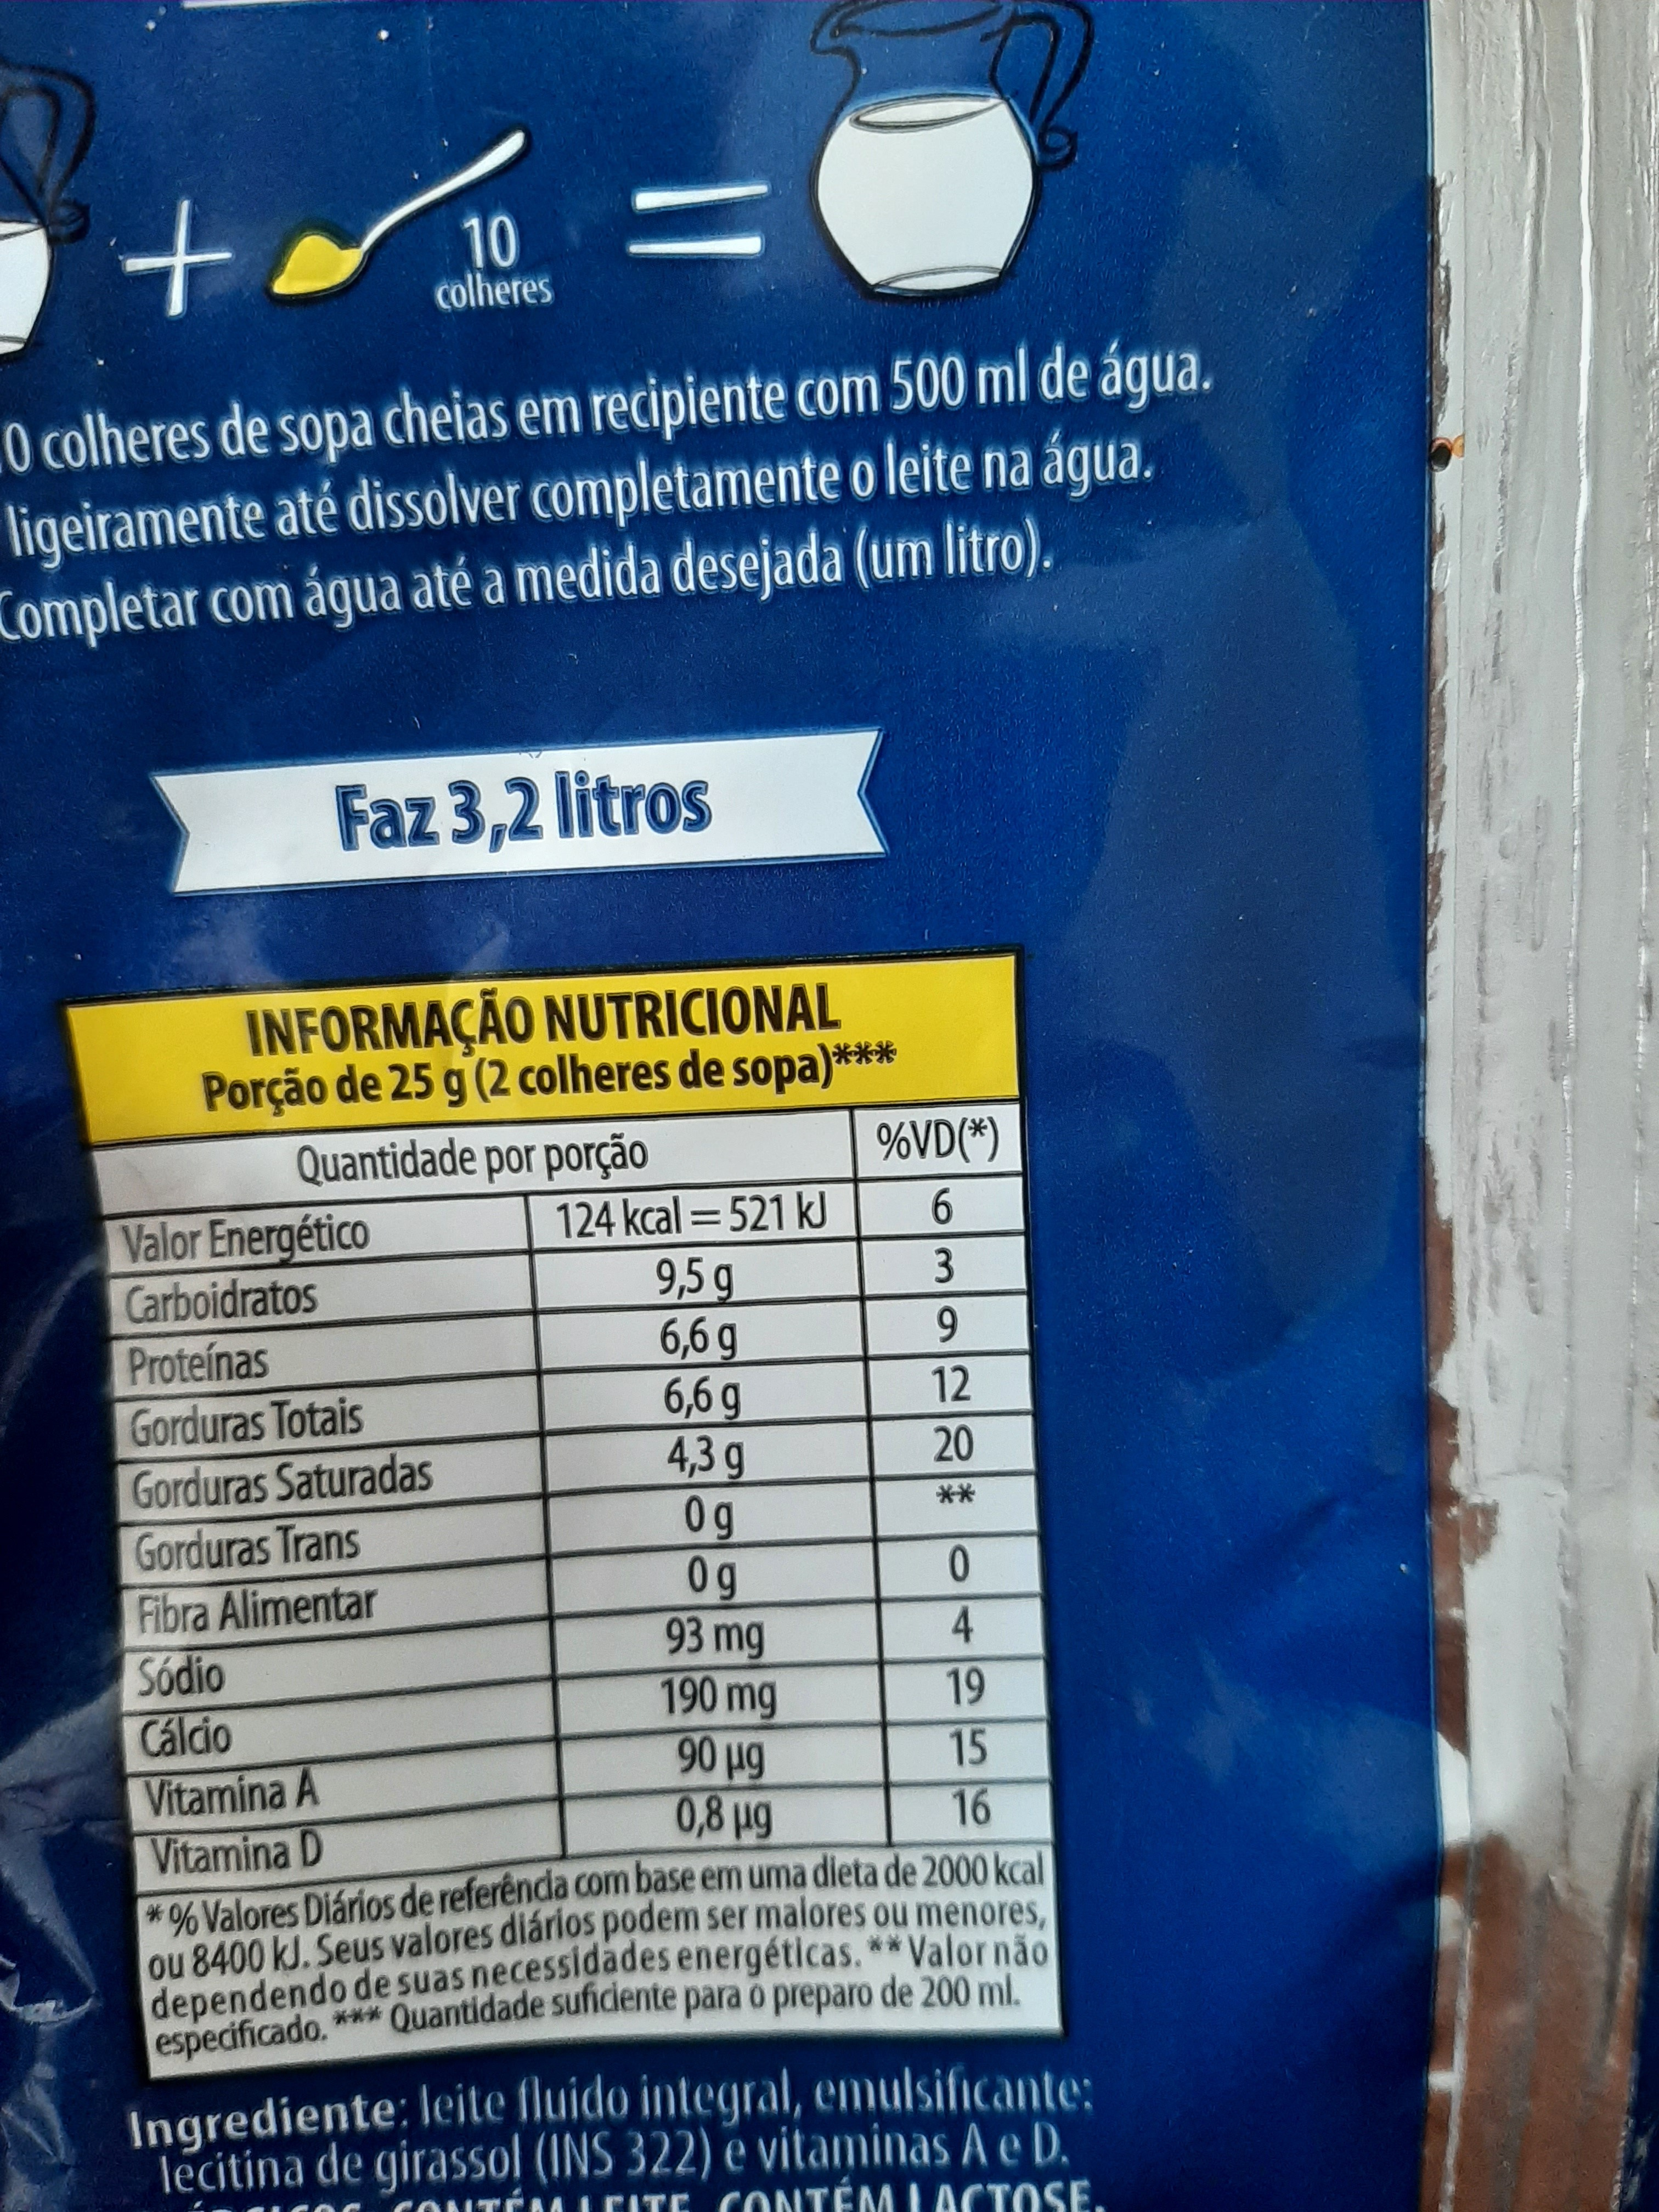 10
colheres
0 colheres de sopa cheias em recipiente com 500 ml de água.
ligeiramente até dissolver completamente o leite na água.
Completar com água até a medida desejada (um litro).
Faz 3,2 litros
INFORMAÇÃO NUTRICIONAL
Porção de 25 g (2 colheres de sopa)***
Quantidade por porção %VD(*)
Valor Energético 124 kcal = 521 kJ 6
Carboidratos 9,5 g 3
Proteínas 6,6 g 9
Gorduras Totais 6,6 g 12
Gorduras Saturadas 4,3 g 20
Gorduras Trans 0 g **
Fibra Alimentar 0 g 0
Sódio 93 mg 4
Cálcio 190 mg 19
Vitamina A 90 µg 15
Vitamina D 0,8 µg 16
* % Valores Diários de referência com base em uma dieta de 2000 kcal
ou 8400 kJ. Seus valores diários podem ser maiores ou menores,
dependendo de suas necessidades energéticas. ** Valor não
especificado. *** Quantidade suficiente para o preparo de 200 ml.
Ingrediente: leite fluido integral, emulsificante:
lecitina de girassol (INS 322) e vitaminas A e D.
CONTÉM LEITE. CONTÉM LACTOSE.